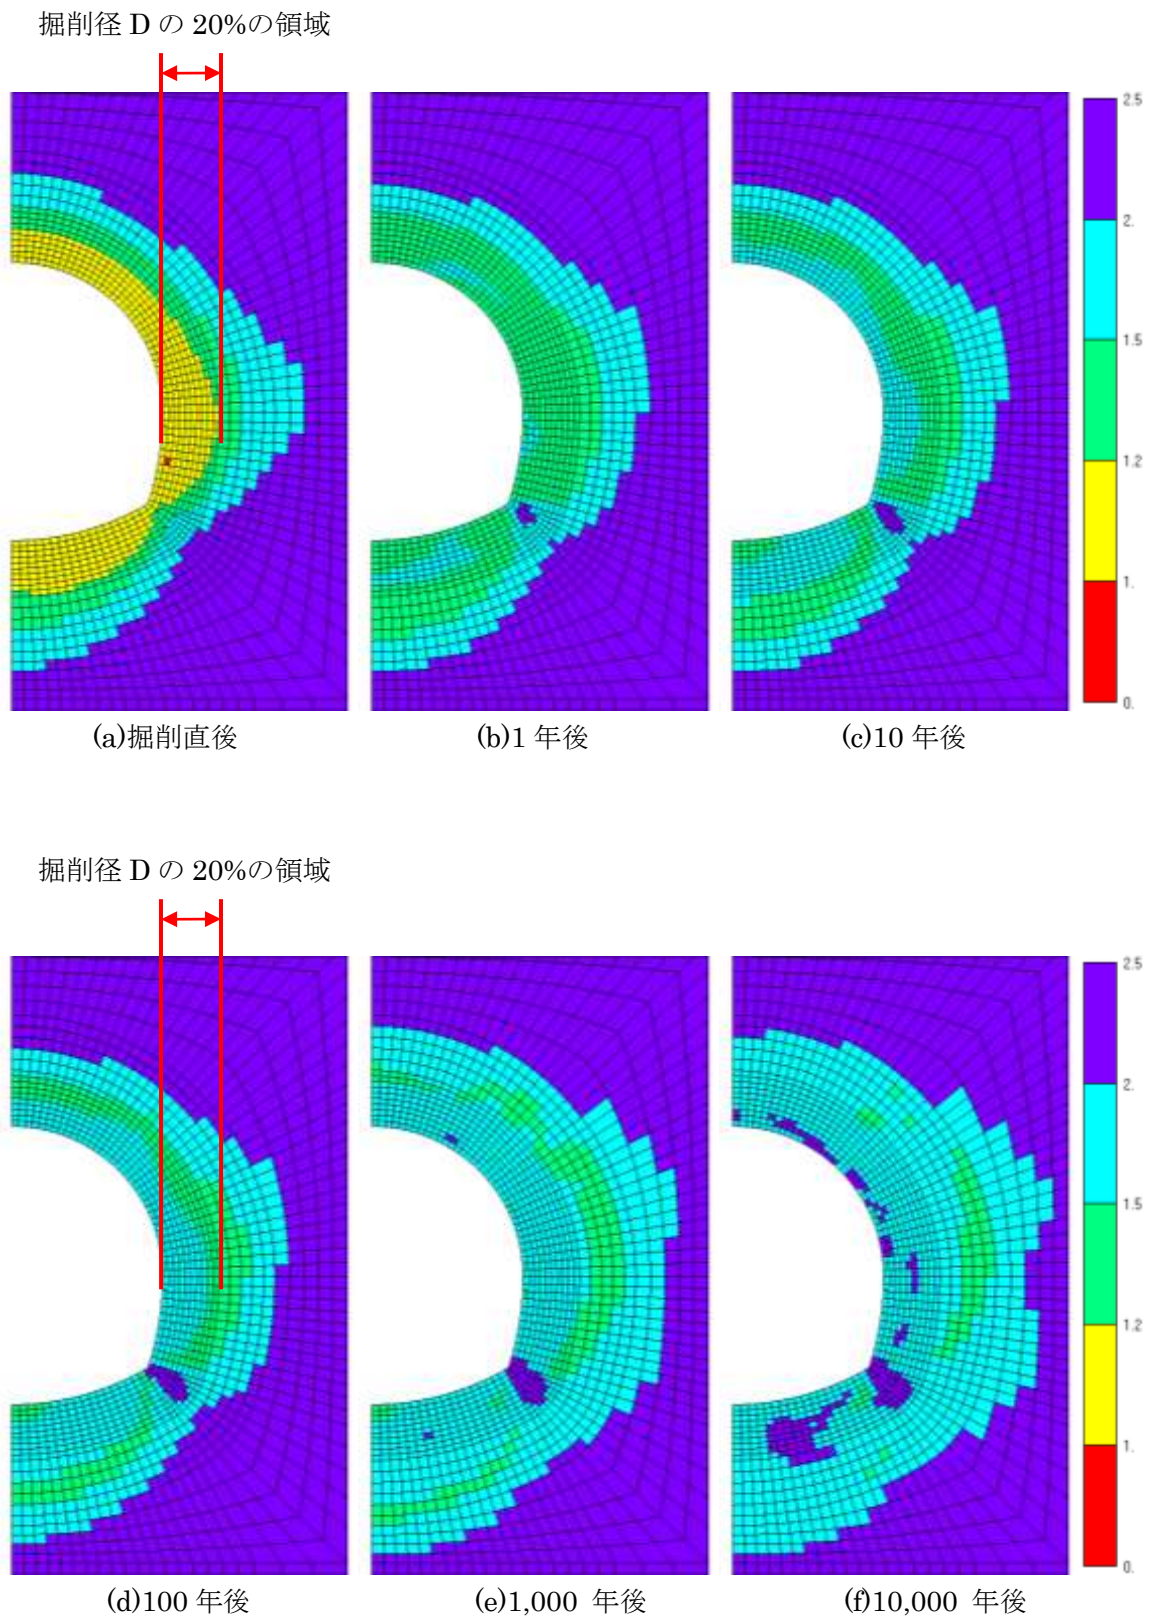 掘削径 D の 20%の領域
2.5
2.
1.5
1.2
1.
0.
(a)掘削直後
(b)1 年後
(c)10 年後
掘削径 D の 20%の領域
2.5
2.
1.5
1.2
1.
0.
(d)100 年後
(e)1,000 年後
(f)10,000 年後